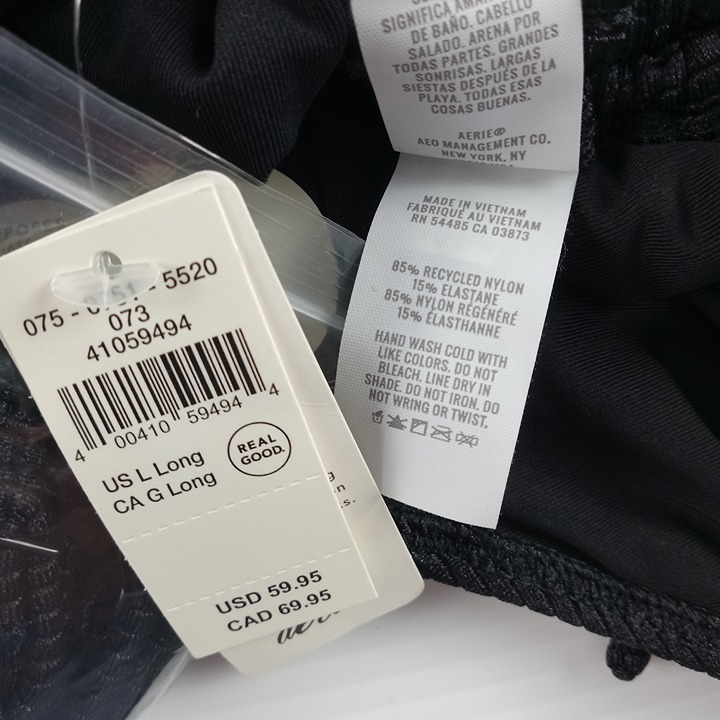 SIGNIFICA
DE BAÑO. CABELLO
SALADO. ARENA POR
TODAS PARTES. GRANDES
SONRISAS. LARGAS
SIESTAS DESPUÉS DE LA
PLAYA. TODAS ESAS
COSAS BUENAS.
AERIE®
AEO MANAGEMENT CO.
NEW YORK, NY
MADE IN VIETNAM
FABRIQUÉ AU VIETNAM
RN 54485 CA 03873
85% RECYCLED NYLON
15% ELASTANE
85% NYLON RÉGÉNÉRÉ
15% ÉLASTHANNE
HAND WASH COLD WITH
LIKE COLORS. DO NOT
BLEACH. LINE DRY IN
SHADE. DO NOT IRON. DO
NOT WRING OR TWIST.
075 - 0751 - 5520
073
41059494
4 00410 59494 4
US L Long
CA G Long
REAL
GOOD.
USD 59.95
CAD 69.95